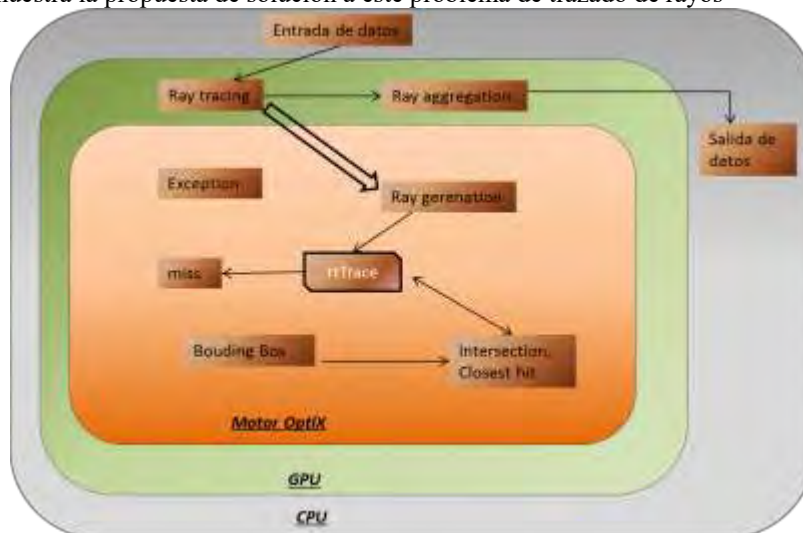 muestra la propuesta de solución a este problema de trazado de rayos
Entrada de datos
Ray tracing
Ray aggregation
Salida de
datos
Exception
Ray gerenation
rtTrace
miss
Bouding Box
Intersection,
Closest hit
Motor OptiX
GPU
CPU